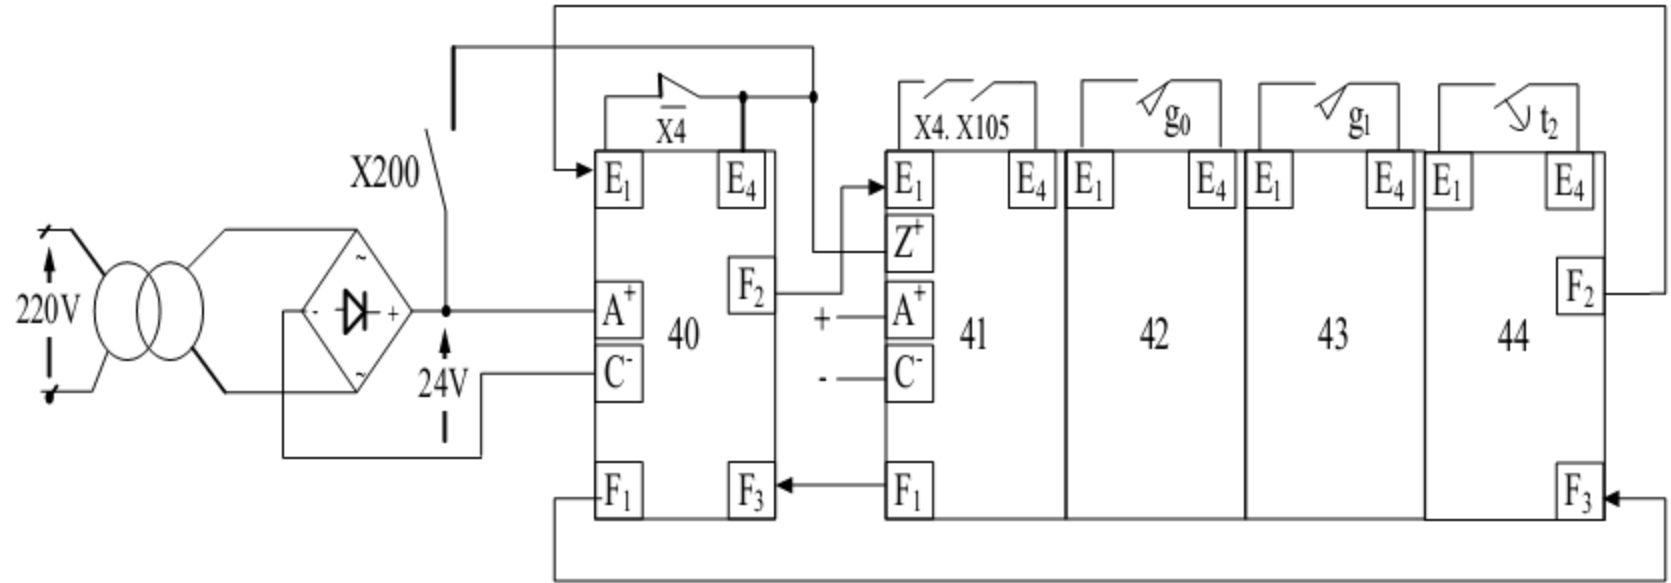 X̅4̅
X4. X105
g0
g1
t2
X200
E1
E4
E1
E4
E1
E4
E1
E4
E1
E4
Z+
~
F2
F2
220V
-
+
A+
+
A+
40
41
42
43
44
~
24V
C-
-
C-
F1
F3
F1
F3